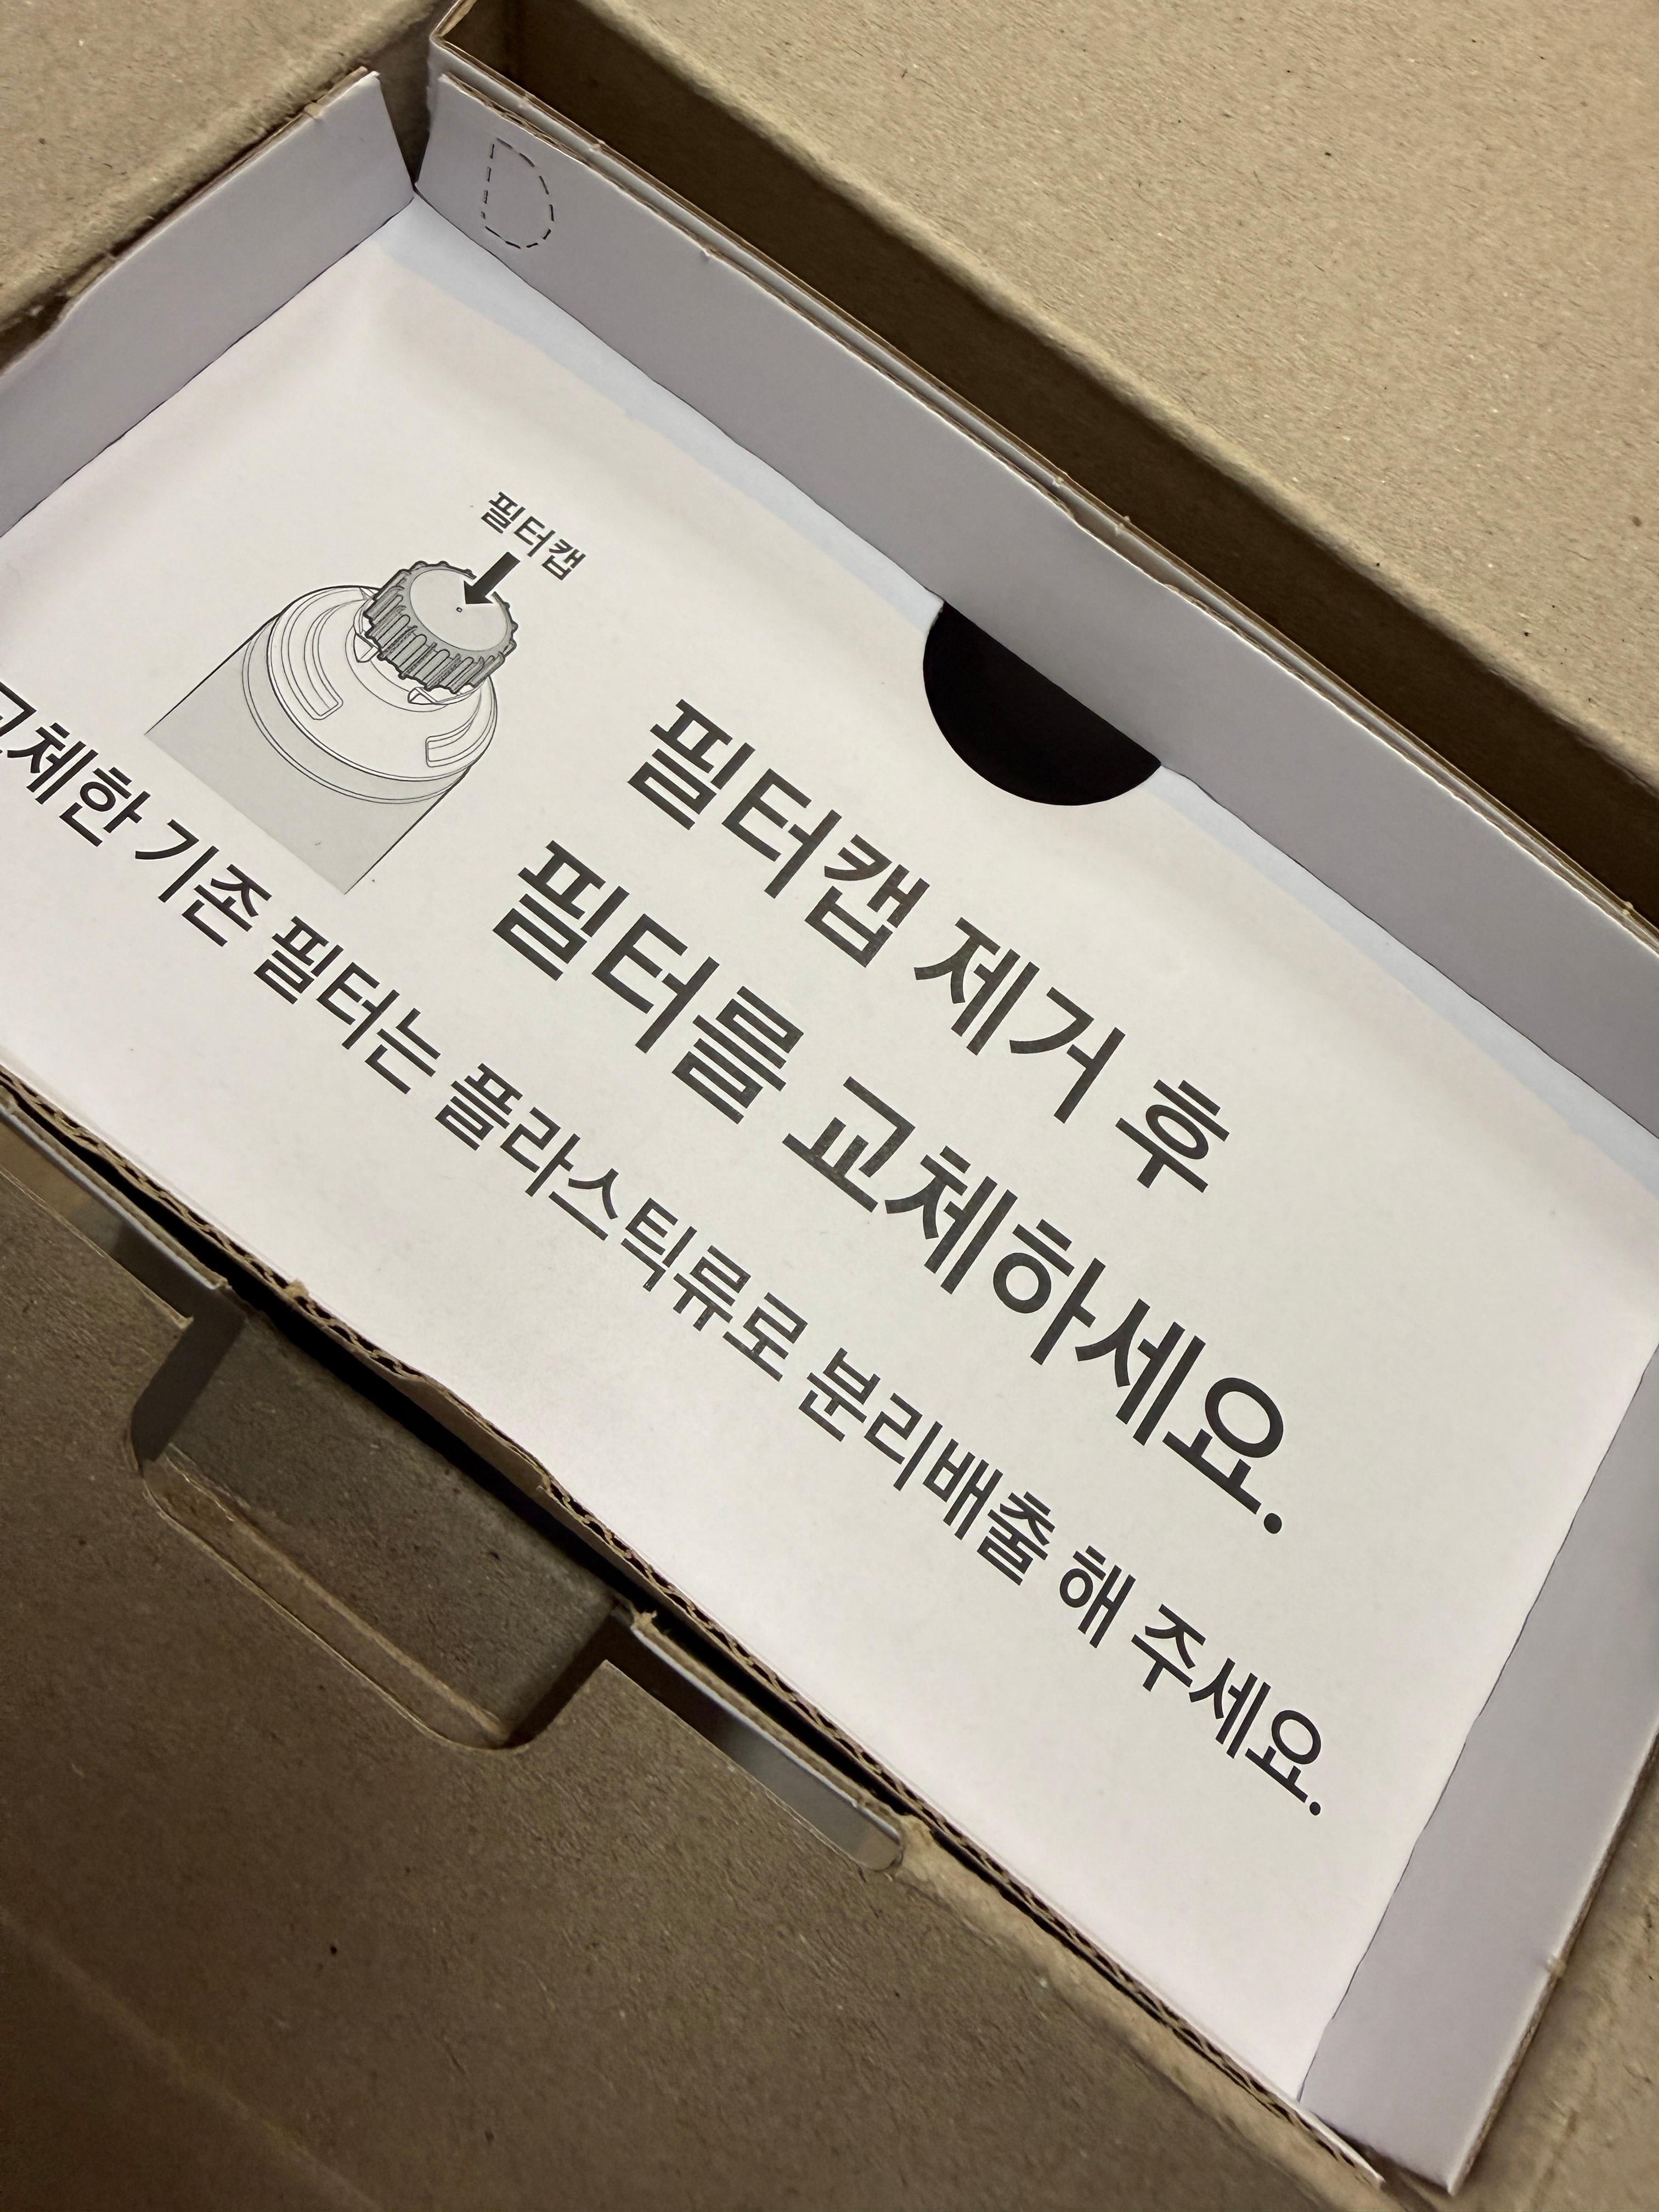 D
필터캡
필터캡 제거 후
필터를 교체하세요.
교체한 기존 필터는 플라스틱류로 분리배출 해 주세요.